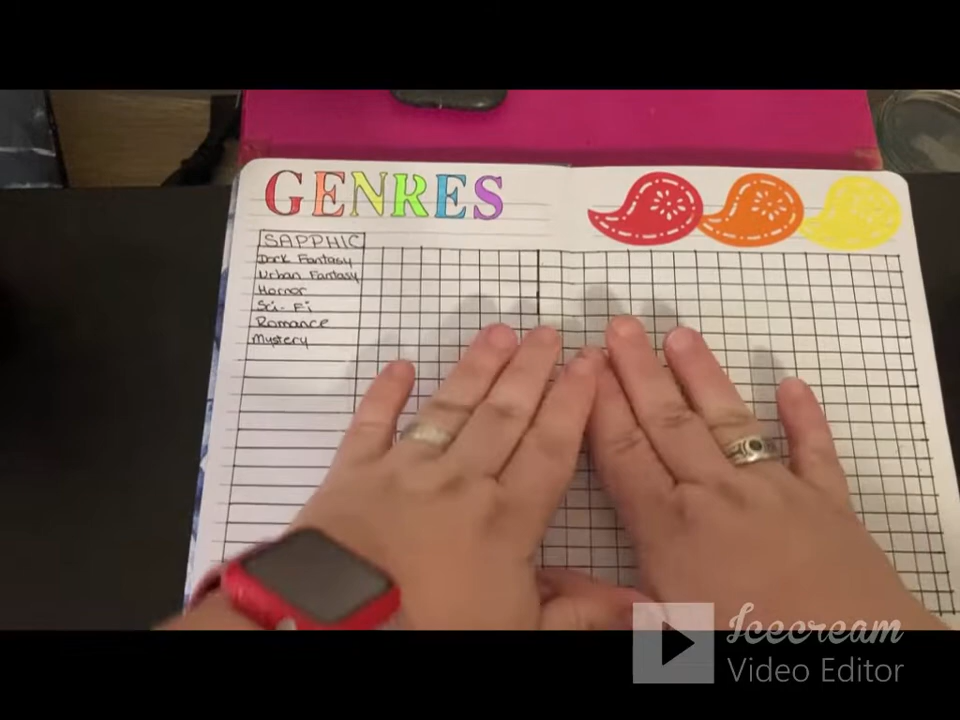 GENRES
SAPPHIC
Dark Fantasy
Urban Fantasy
Horror
Sci-Fi
Romance
Mystery
Icecream
Video Editor